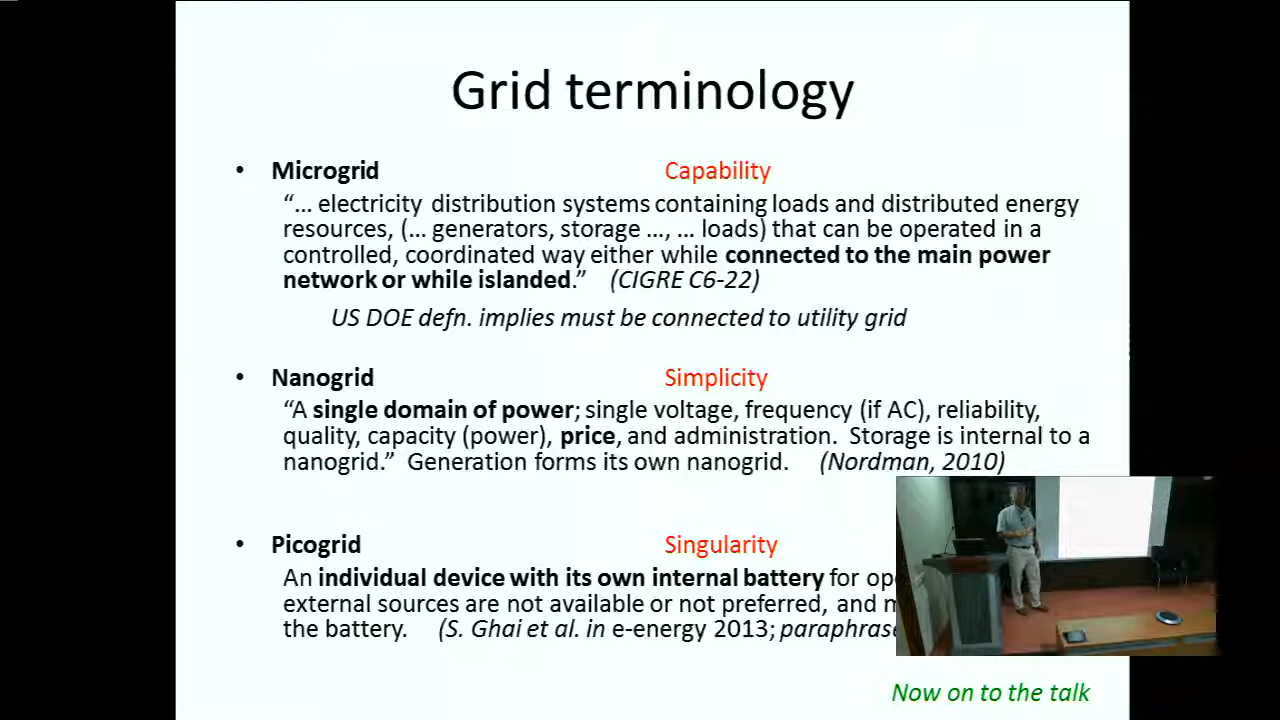 Grid terminology
• Microgrid Capability
“... electricity distribution systems containing loads and distributed energy
resources, (... generators, storage ..., ... loads) that can be operated in a
controlled, coordinated way either while connected to the main power
network or while islanded.” (CIGRE C6-22)
US DOE defn. implies must be connected to utility grid
• Nanogrid Simplicity
“A single domain of power; single voltage, frequency (if AC), reliability,
quality, capacity (power), price, and administration. Storage is internal to a
nanogrid.” Generation forms its own nanogrid. (Nordman, 2010)
• Picogrid Singularity
An individual device with its own internal battery for
external sources are not available or not preferred, and
the battery. (S. Ghai et al. in e-energy 2013;
Now on to the talk